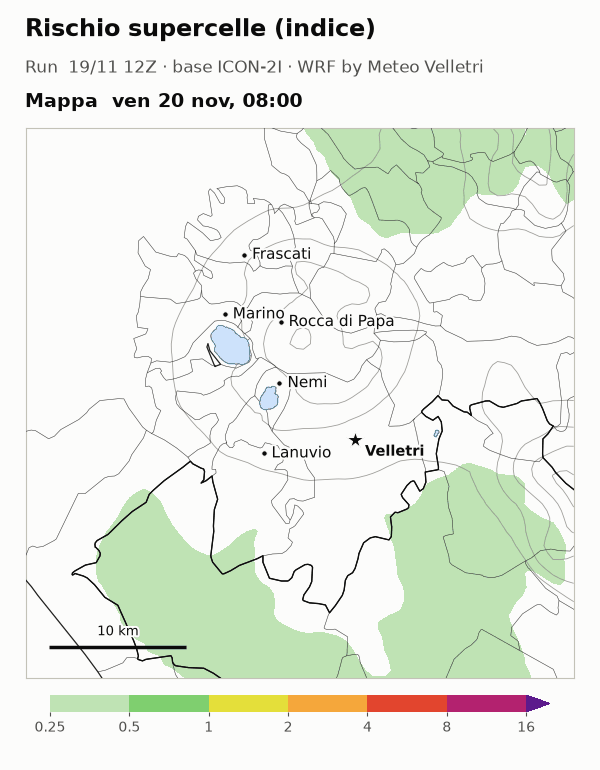 Rischio supercelle (indice)
Run  19/11 12Z · base ICON-2I · WRF by Meteo Velletri
Mappa  ven 20 nov, 08:00
Frascati
Marino
Rocca di Papa
Nemi
Velletri
Lanuvio
10 km
0.25 0.5 1 2 4 8 16